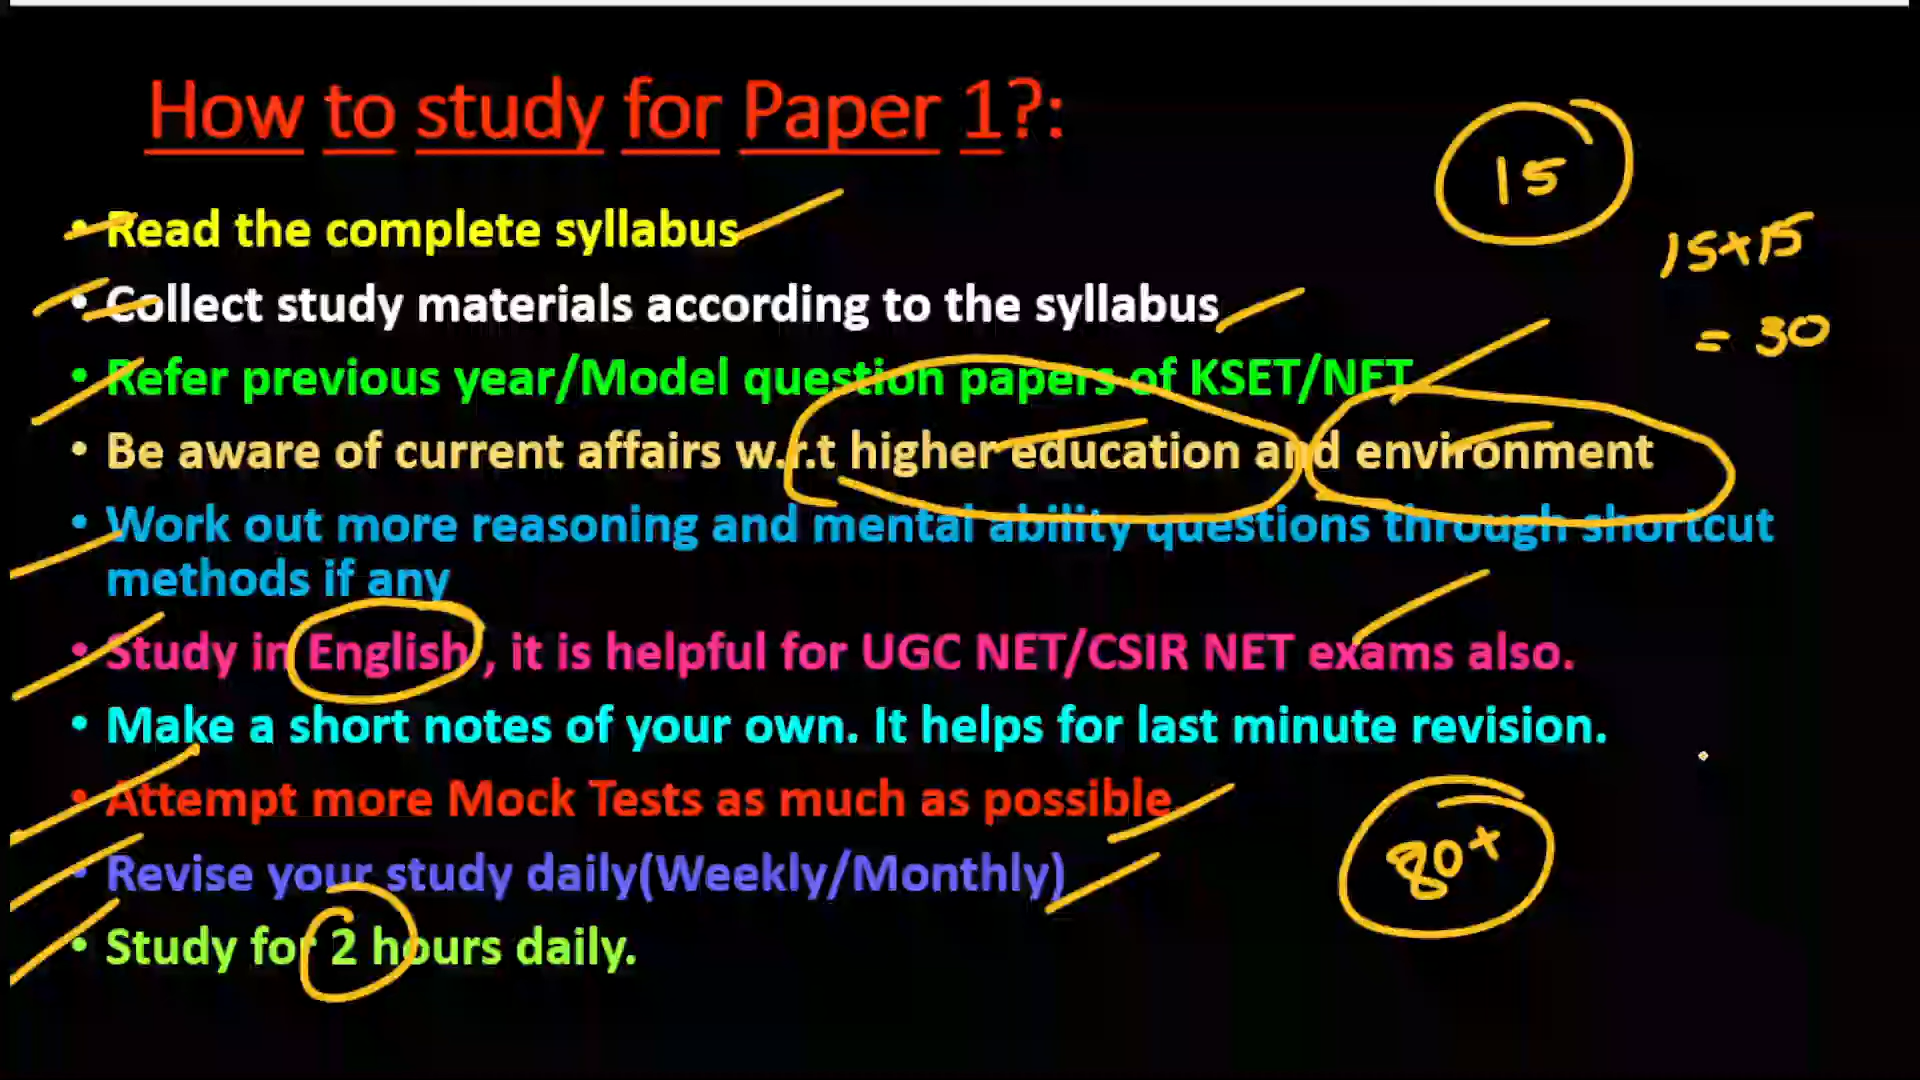 How to study for Paper 1?:
15
• Read the complete syllabus
15x15
• Collect study materials according to the syllabus
= 30
• Refer previous year/Model question papers of KSET/NET
• Be aware of current affairs w.r.t higher education and environment
• Work out more reasoning and mental ability questions through shortcut
methods if any
• Study in English , it is helpful for UGC NET/CSIR NET exams also.
• Make a short notes of your own. It helps for last minute revision.
• Attempt more Mock Tests as much as possible.
80+
• Revise your study daily(Weekly/Monthly)
• Study for 2 hours daily.